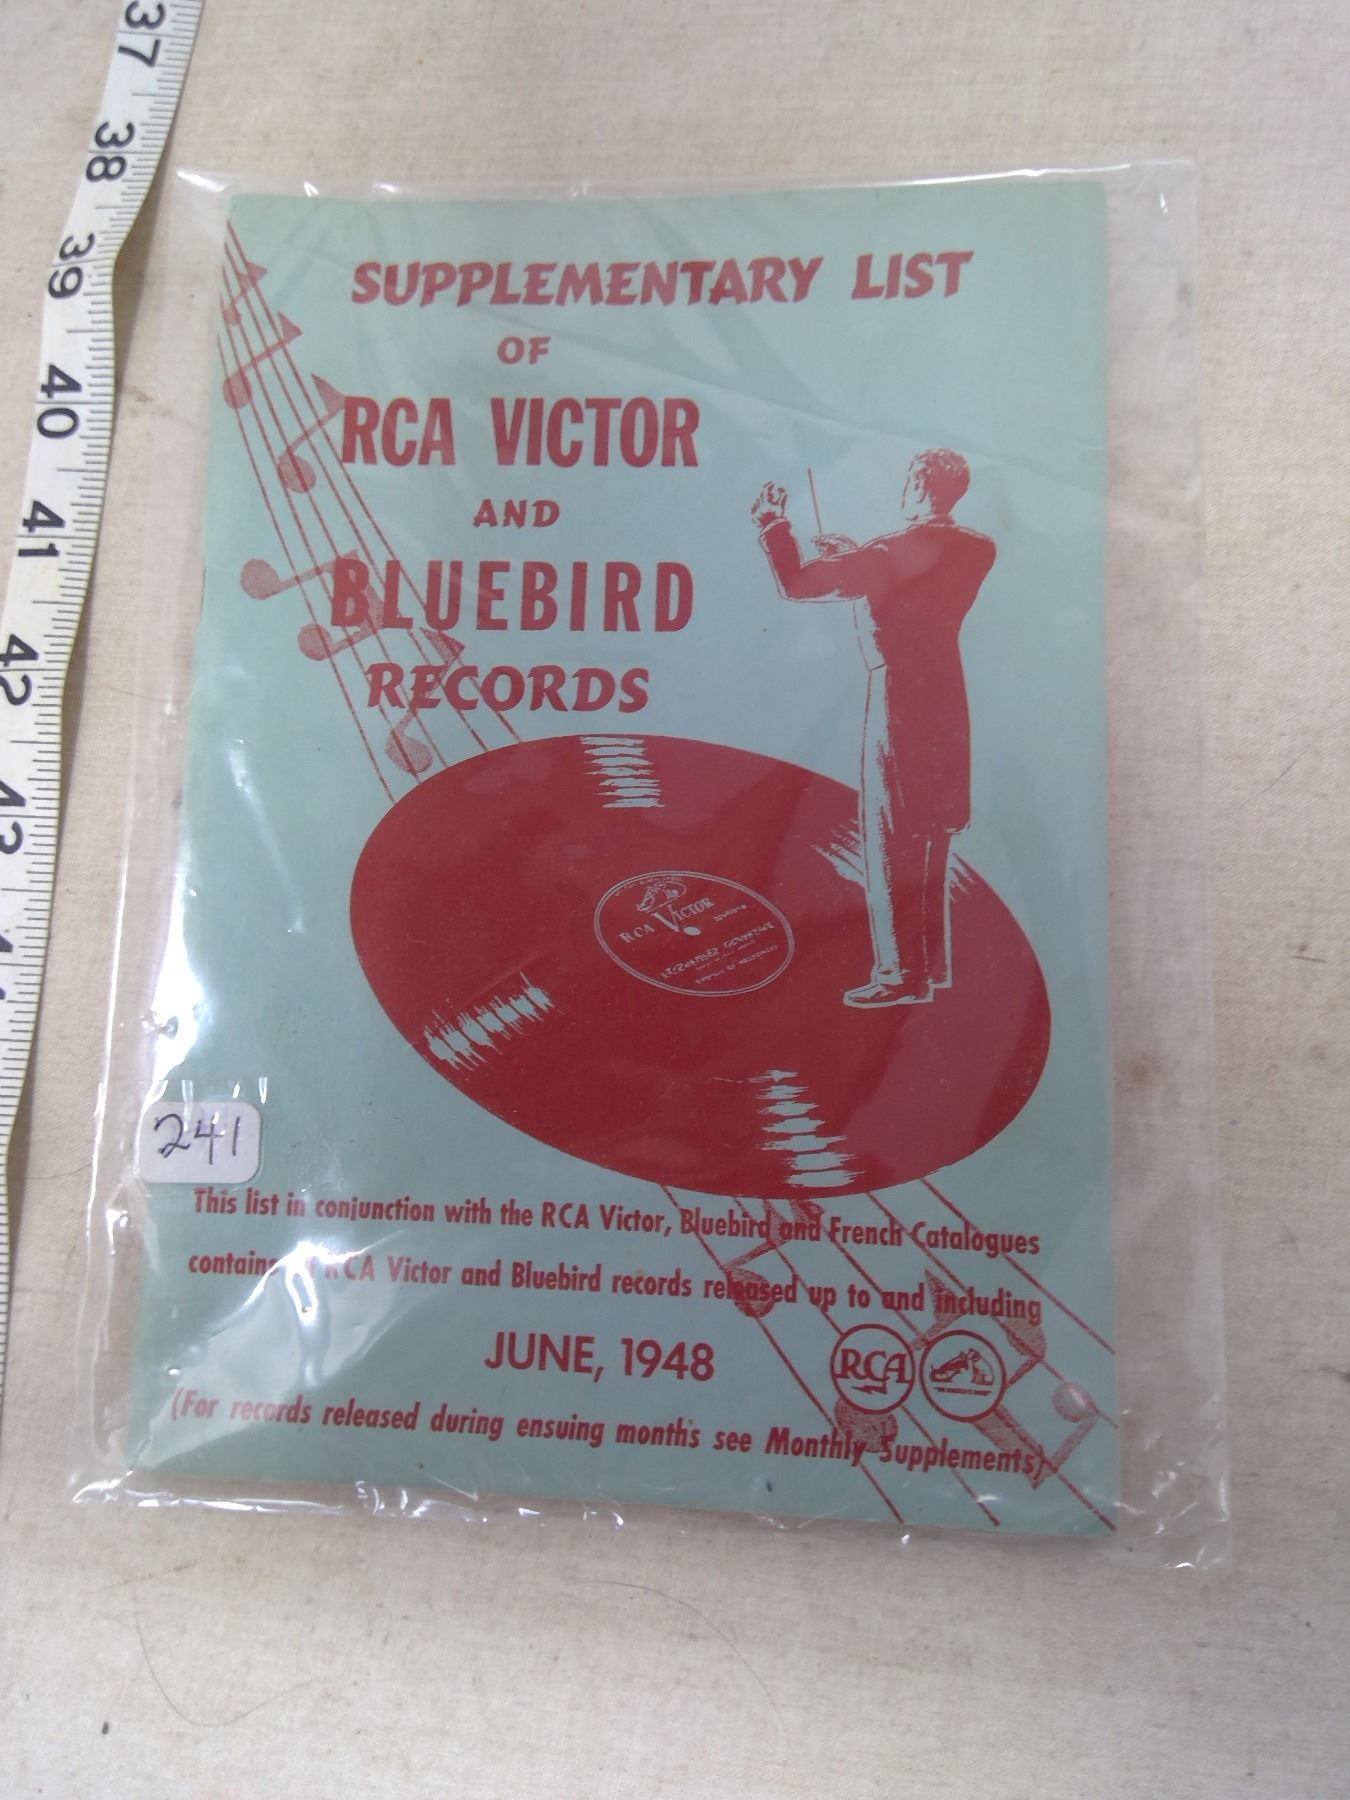 37
38
39
40
41
42
43
SUPPLEMENTARY LIST
OF
RCA VICTOR
AND
BLUEBIRD
RECORDS
RCA VICTOR
241
This list in conjunction with the RCA Victor, Bluebird and French Catalogues
contains RCA Victor and Bluebird records released up to and including
JUNE, 1948
RCA
(For records released during ensuing months see Monthly Supplements)